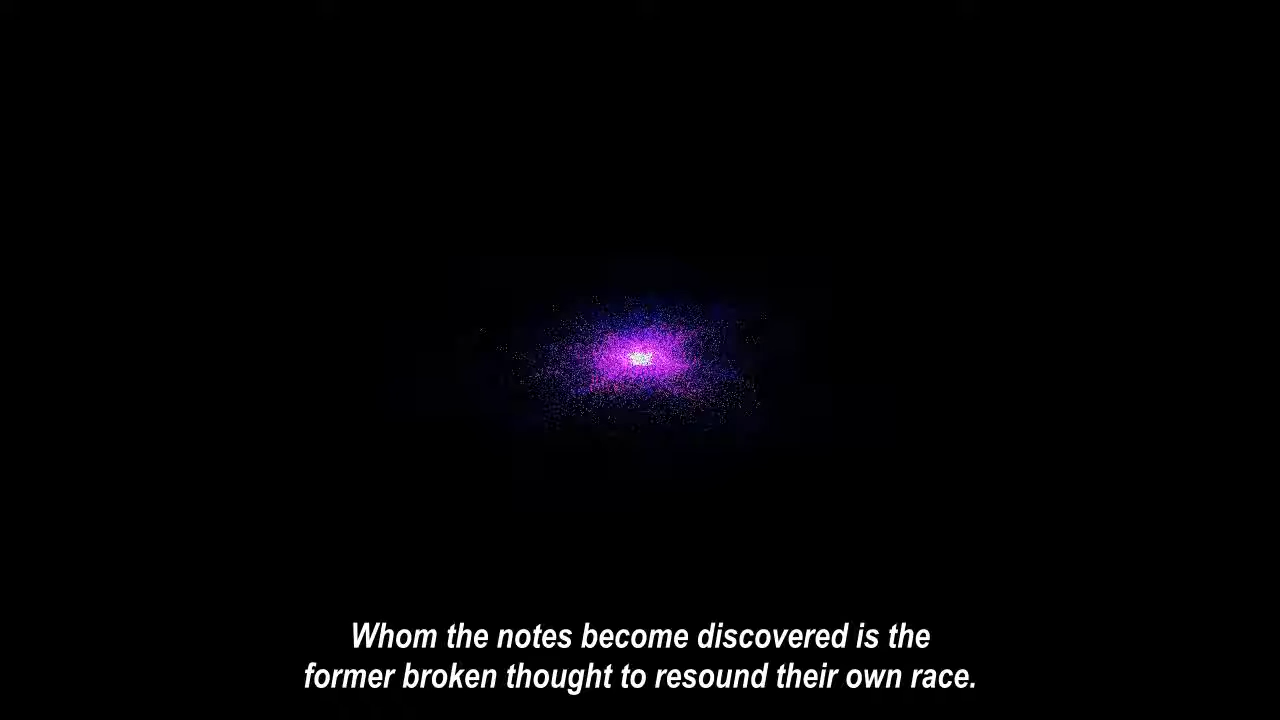 Whom the notes become discovered is the
former broken thought to resound their own race.